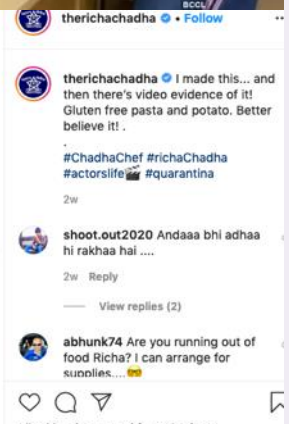 BCCL
therichachadha • Follow
therichachadha I made this... and
then there's video evidence of it!
Gluten free pasta and potato. Better
believe it! .
.
#ChadhaChef #richaChadha
#actorslife🎬 #quarantina
2w
shoot.out2020 Andaaa bhi adhaa
hi rakhaa hai ....
2w Reply
View replies (2)
abhunk74 Are you running out of
food Richa? I can arrange for
supplies....🤓